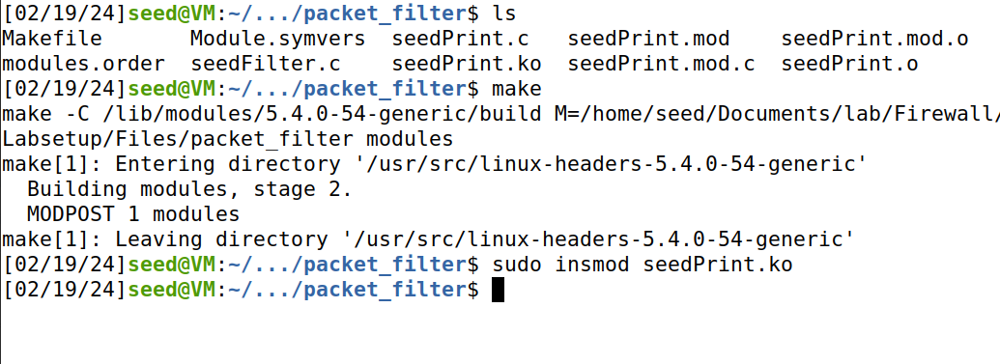 [02/19/24]seed@VM:~/.../packet_filter$ ls
Makefile       Module.symvers  seedPrint.c   seedPrint.mod    seedPrint.mod.o
modules.order  seedFilter.c    seedPrint.ko  seedPrint.mod.c  seedPrint.o
[02/19/24]seed@VM:~/.../packet_filter$ make
make -C /lib/modules/5.4.0-54-generic/build M=/home/seed/Documents/lab/Firewall/
Labsetup/Files/packet_filter modules
make[1]: Entering directory '/usr/src/linux-headers-5.4.0-54-generic'
  Building modules, stage 2.
  MODPOST 1 modules
make[1]: Leaving directory '/usr/src/linux-headers-5.4.0-54-generic'
[02/19/24]seed@VM:~/.../packet_filter$ sudo insmod seedPrint.ko
[02/19/24]seed@VM:~/.../packet_filter$